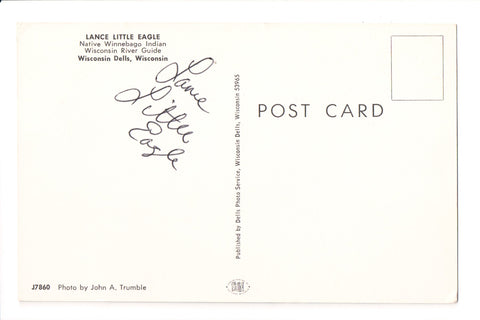 LANCE LITTLE EAGLE
Native Winnebago Indian
Wisconsin River Guide
Wisconsin Dells, Wisconsin
Lance
Little
Eagle
Published by Dells Photo Service, Wisconsin Dells, Wisconsin 53965
POST CARD
J7860 Photo by John A. Trumble